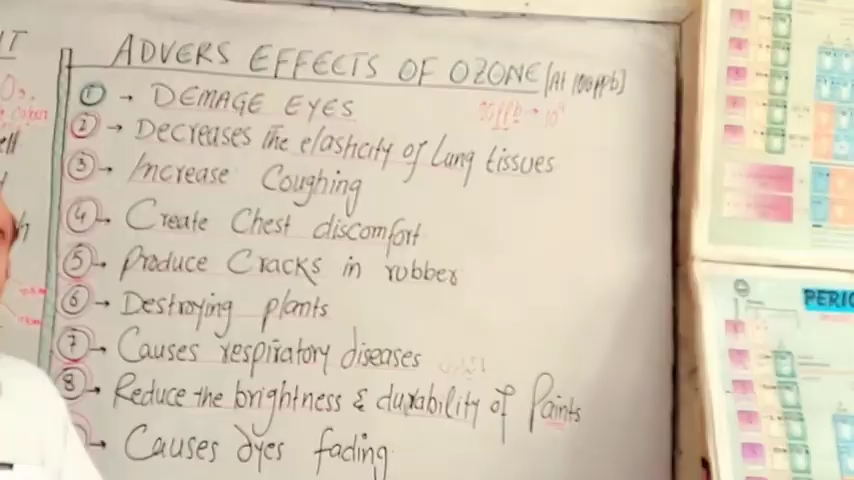 ADVERS EFFECTS OF OZONE [At 100ppb]
① → DEMAGE EYES
② → Decreases the elasticity of Lung tissues
③ → Increase Coughing
④ → Create Chest discomfort
⑤ → Produce Cracks in rubber
⑥ → Destroying plants
⑦ → Causes respiratory diseases
⑧ → Reduce the brightness & durability of Paints
→ Causes dyes fading
PERIO